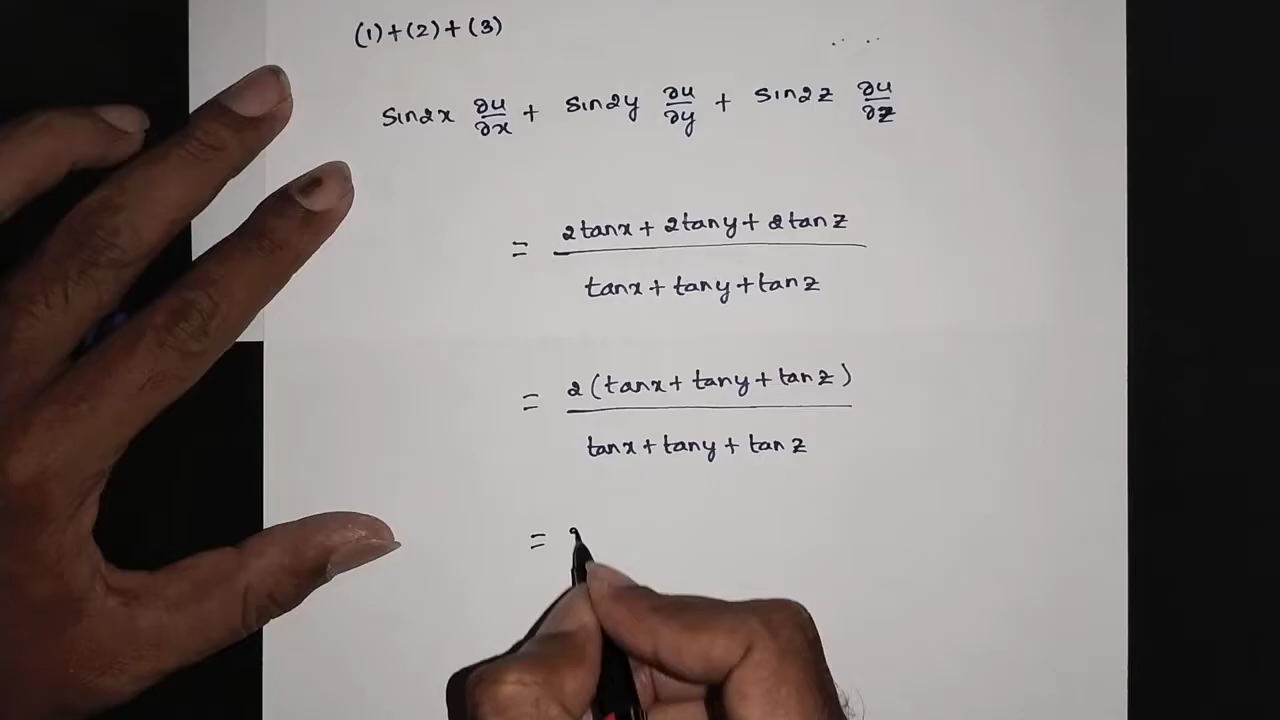 (1)+(2)+(3)
sin2x ∂u/∂x + sin2y ∂u/∂y + sin2z ∂u/∂z
= 2tanx + 2tany + 2tanz / tanx + tany + tanz
= 2(tanx + tany + tanz) / tanx + tany + tanz
=